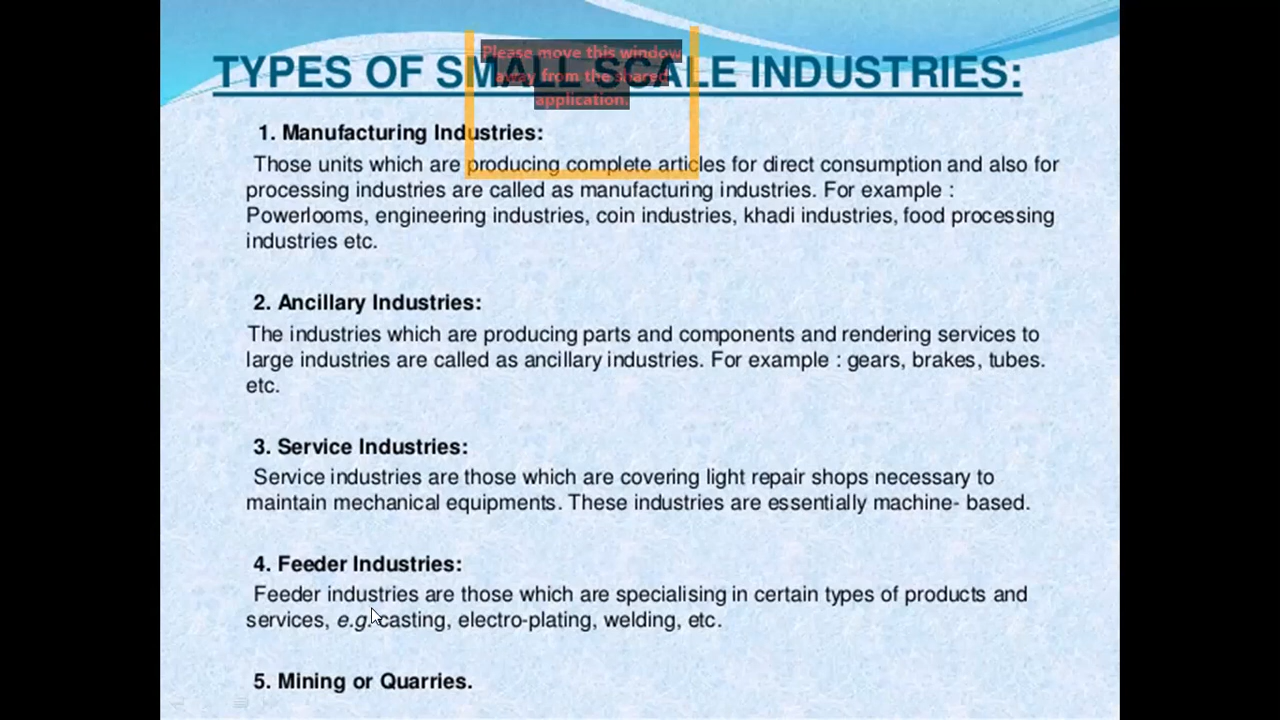 TYPES OF SMALL SCALE INDUSTRIES:
Please move this window
away from the shared
application.
1. Manufacturing Industries:
Those units which are producing complete articles for direct consumption and also for
processing industries are called as manufacturing industries. For example :
Powerlooms, engineering industries, coin industries, khadi industries, food processing
industries etc.
2. Ancillary Industries:
The industries which are producing parts and components and rendering services to
large industries are called as ancillary industries. For example : gears, brakes, tubes.
etc.
3. Service Industries:
Service industries are those which are covering light repair shops necessary to
maintain mechanical equipments. These industries are essentially machine- based.
4. Feeder Industries:
Feeder industries are those which are specialising in certain types of products and
services, e.g. casting, electro-plating, welding, etc.
5. Mining or Quarries.